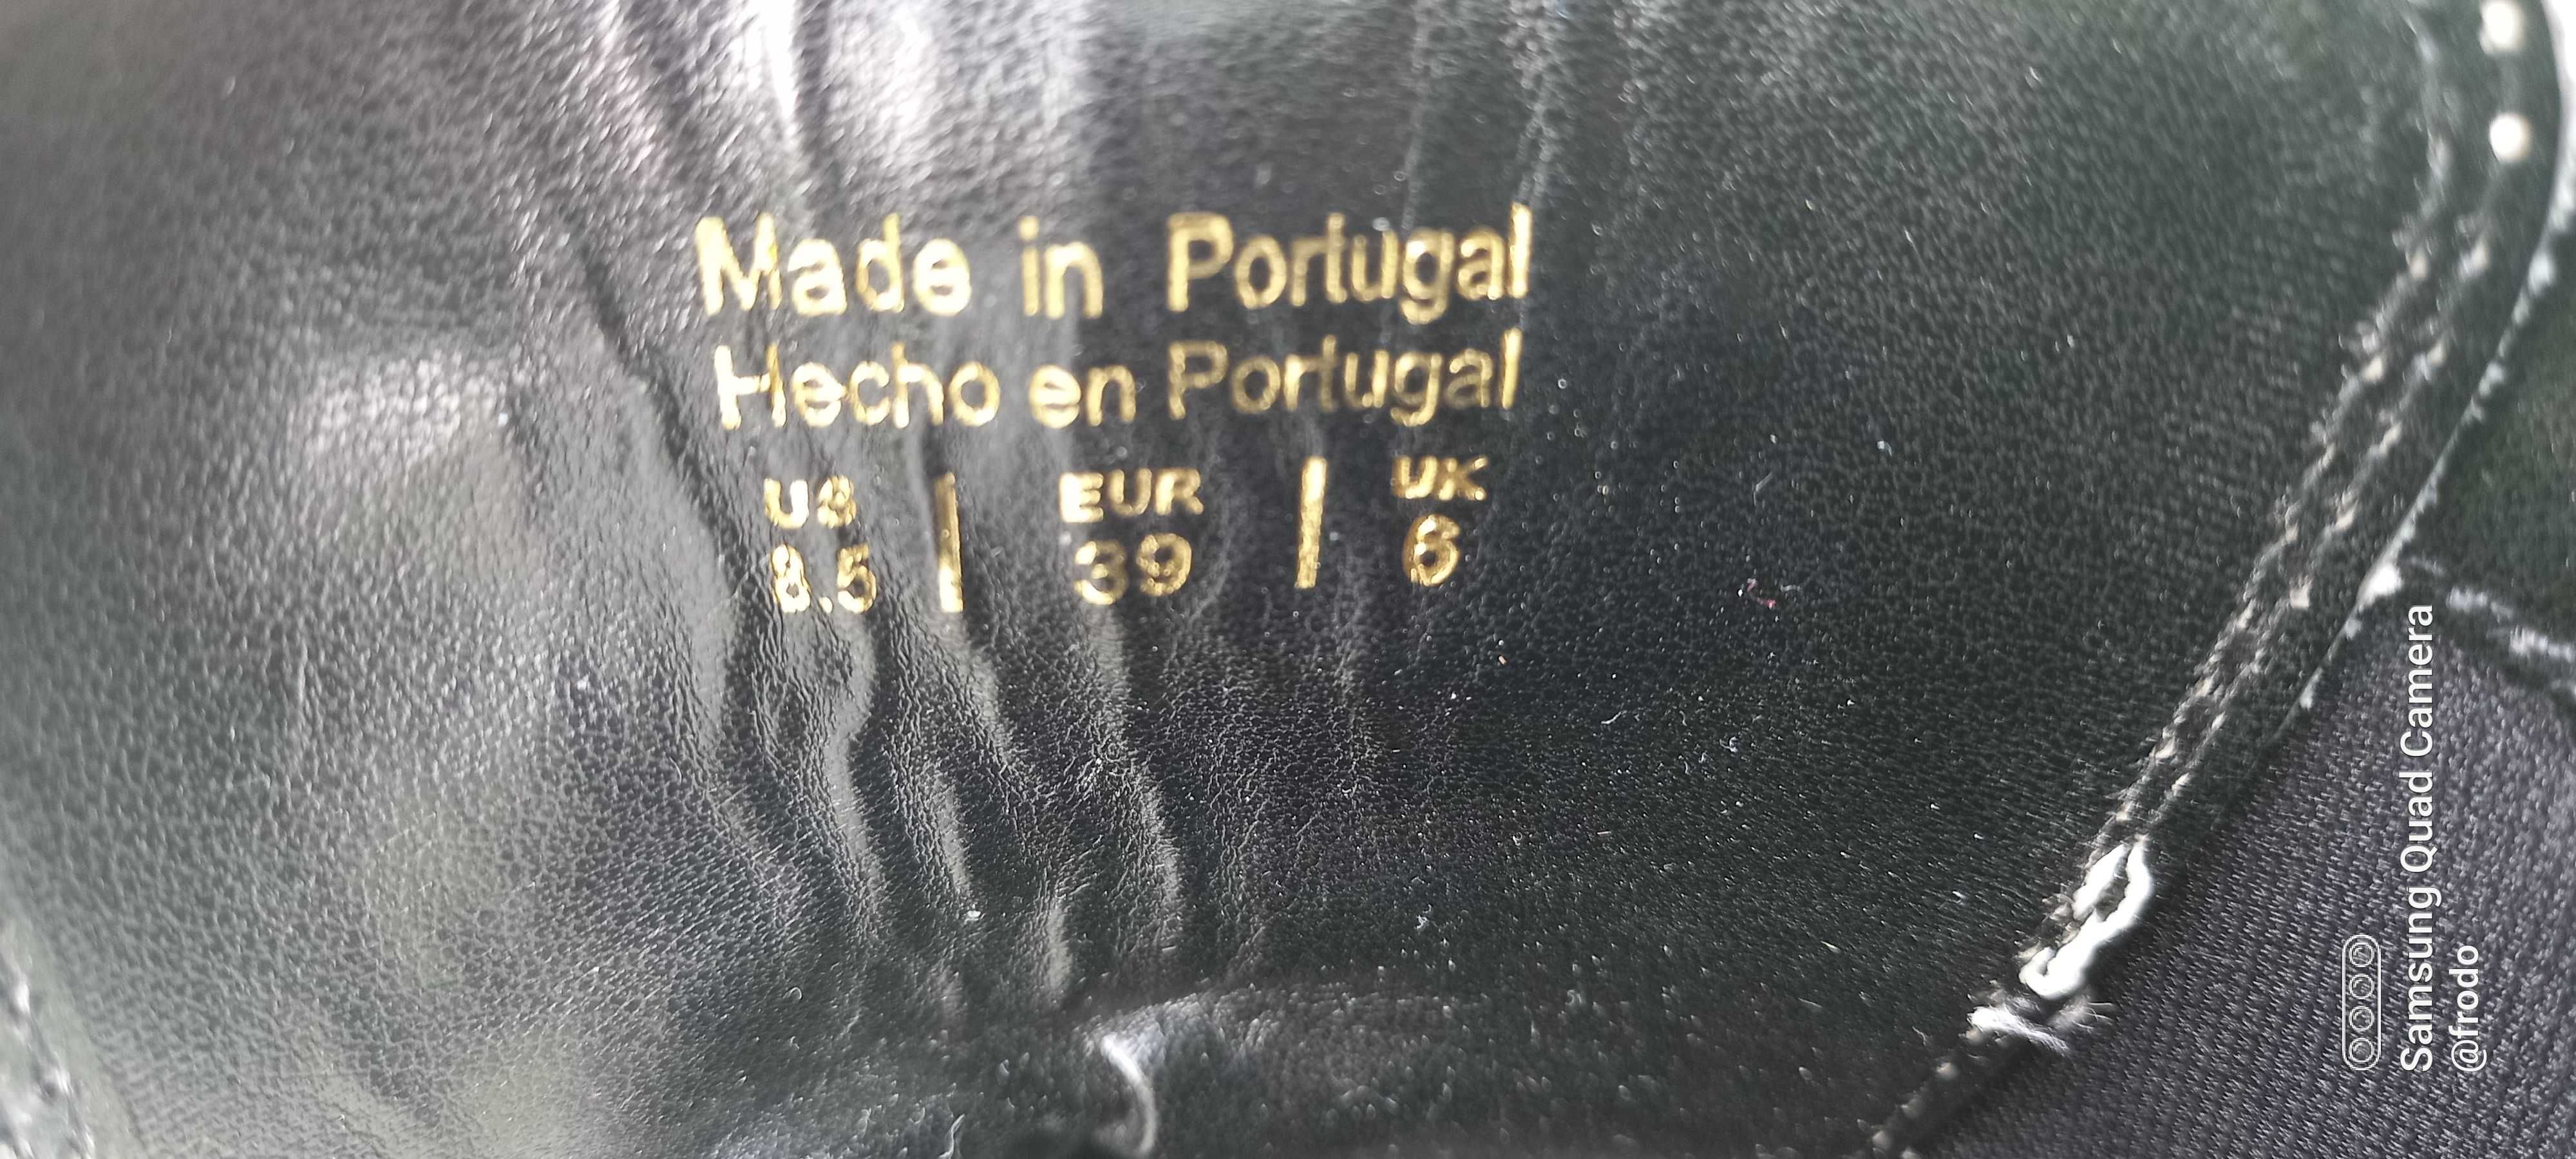 Made in Portugal
Hecho en Portugal
US | EUR | UK
8.5 | 39 | 6
Samsung Quad Camera
@frodo